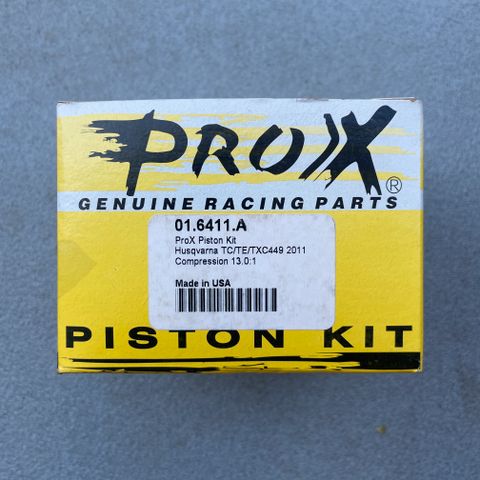 PROX®
GENUINE RACING PARTS
01.6411.A
ProX Piston Kit
Husqvarna TC/TE/TXC449 2011
Compression 13.0:1
Made in USA
PISTON KIT